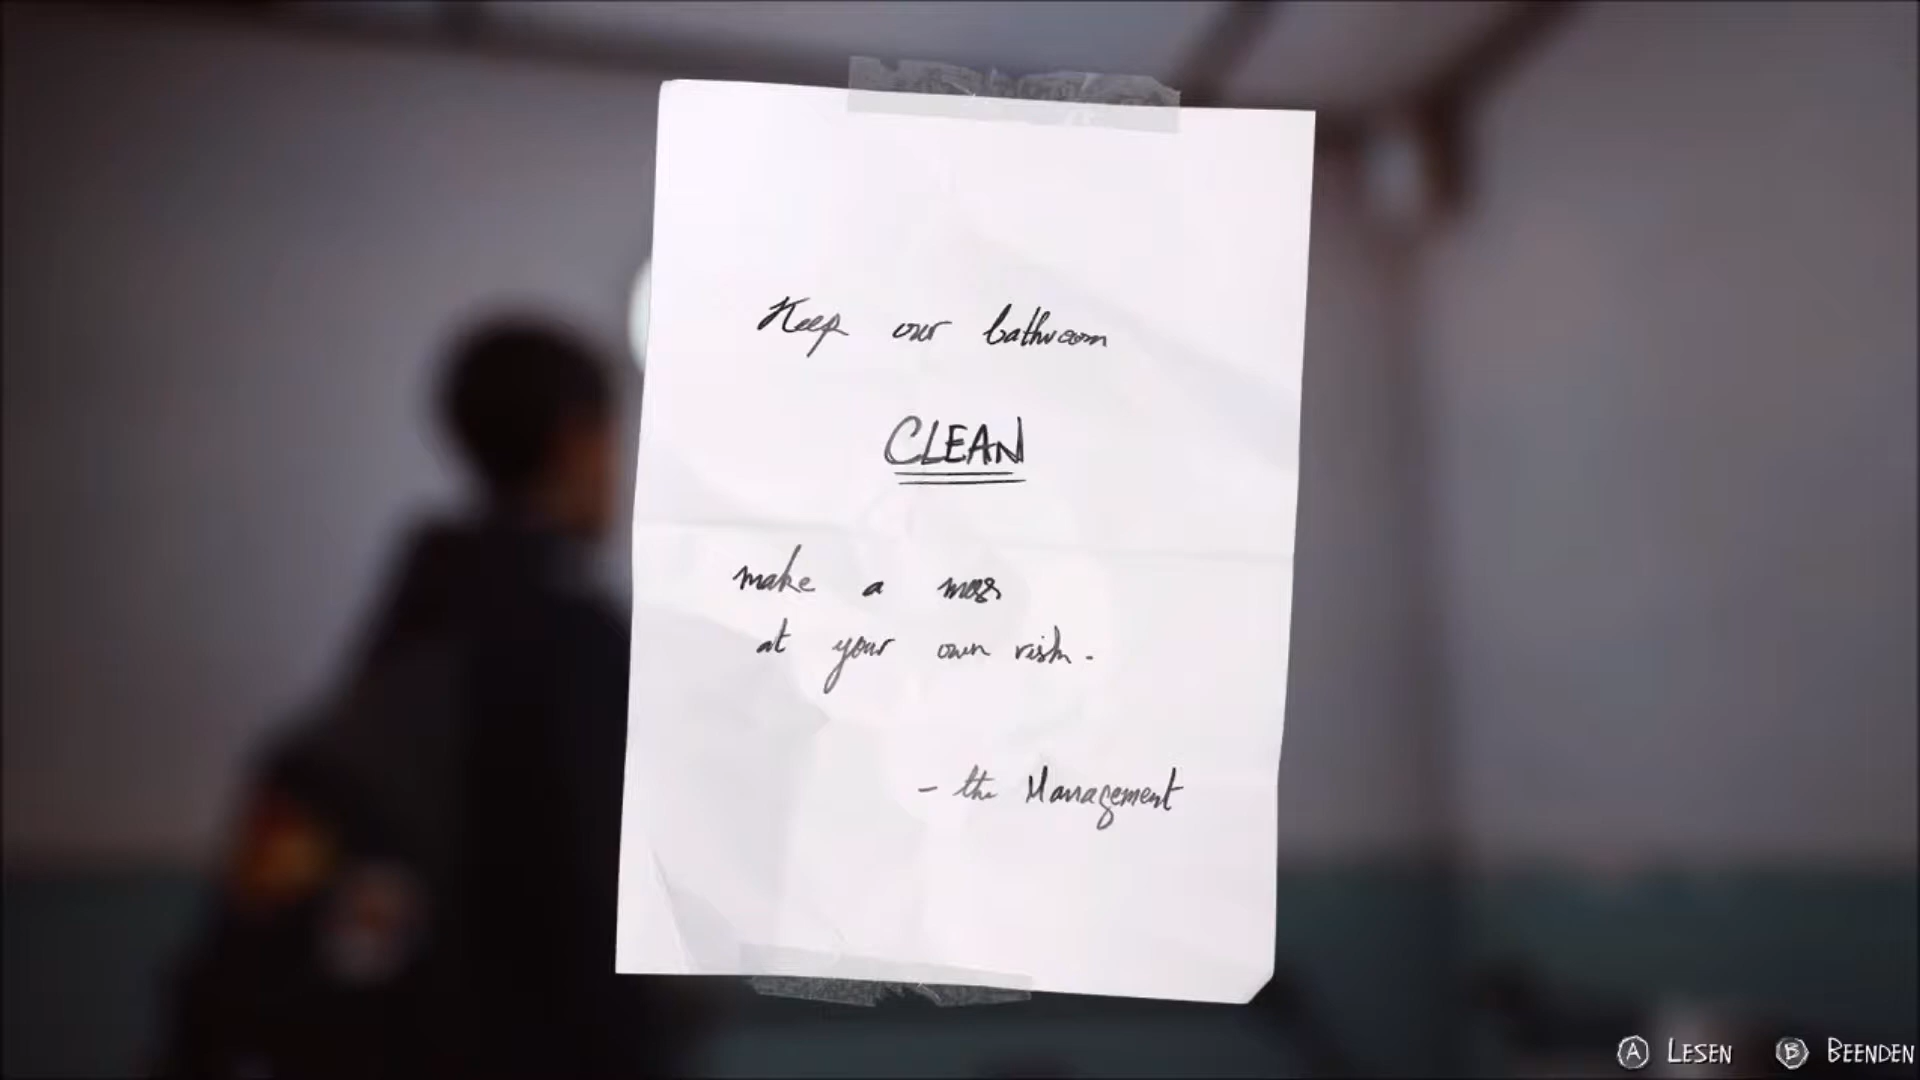 Keep our bathroom
CLEAN
make a mess
at your own risk.
- the Management
A LESEN B BEENDEN